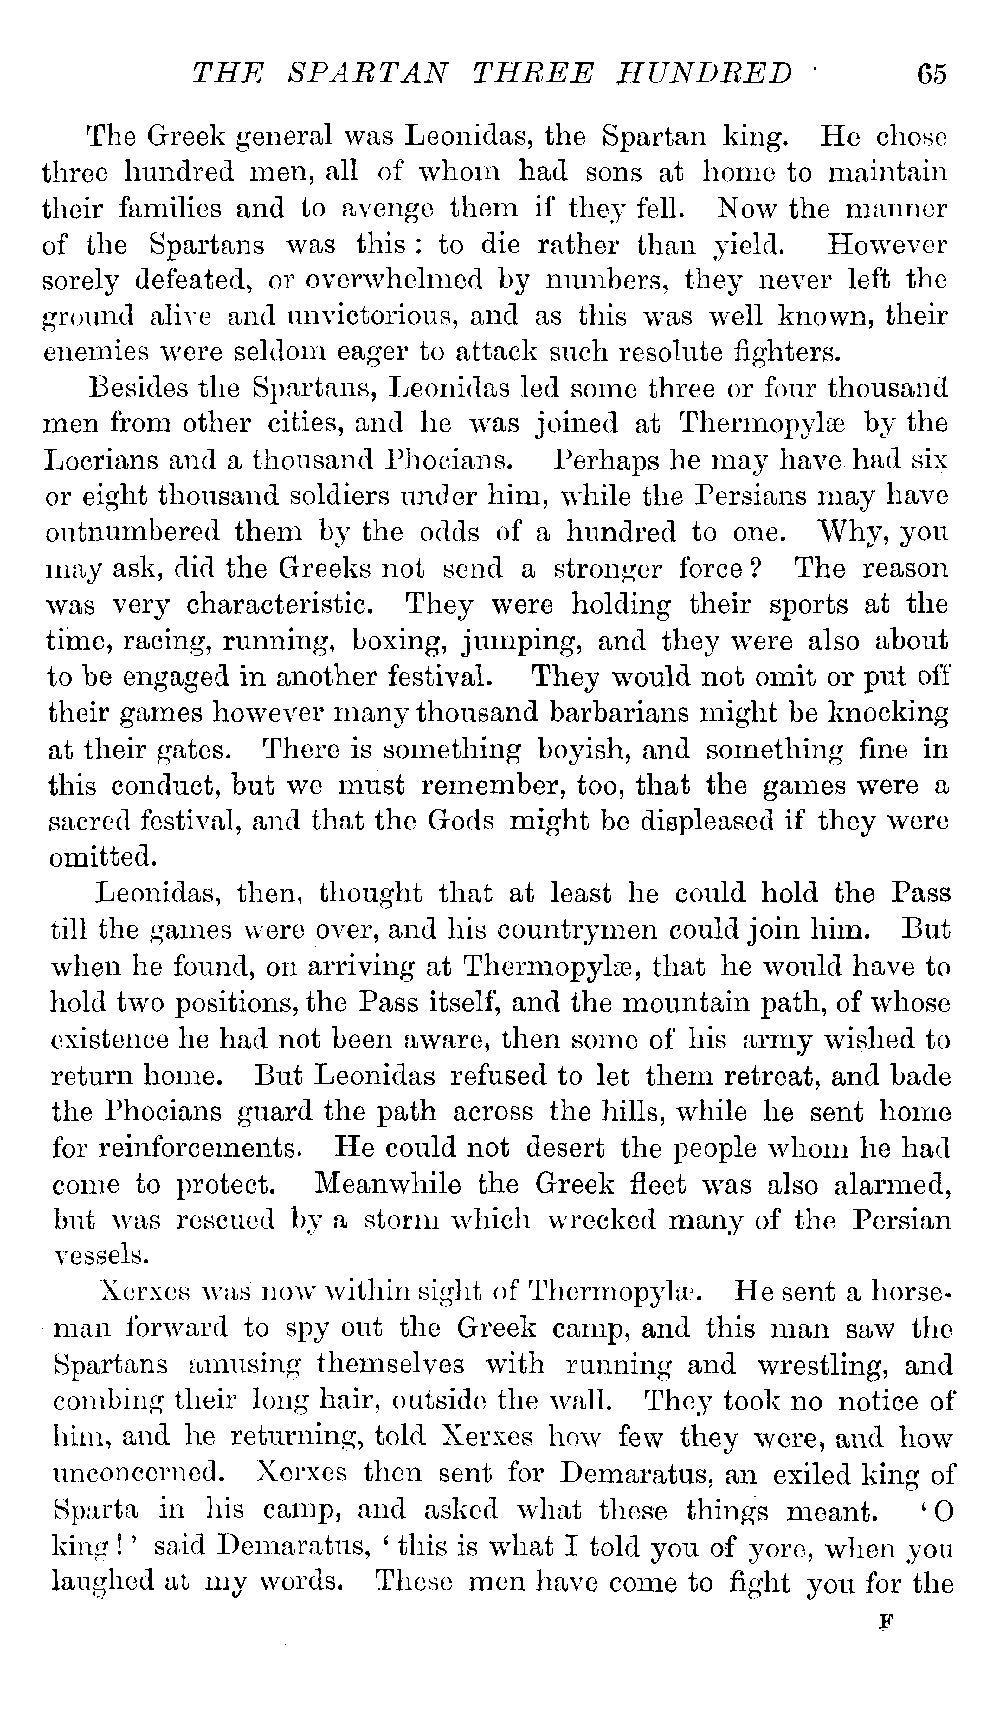 THE SPARTAN THREE HUNDRED 65
The Greek general was Leonidas, the Spartan king. He chose
three hundred men, all of whom had sons at home to maintain
their families and to avenge them if they fell. Now the manner
of the Spartans was this: to die rather than yield. However
sorely defeated, or overwhelmed by numbers, they never left the
ground alive and unvictorious, and as this was well known, their
enemies were seldom eager to attack such resolute fighters.
Besides the Spartans, Leonidas led some three or four thousand
men from other cities, and he was joined at Thermopylæ by the
Locrians and a thousand Phocians. Perhaps he may have had six
or eight thousand soldiers under him, while the Persians may have
outnumbered them by the odds of a hundred to one. Why, you
may ask, did the Greeks not send a stronger force? The reason
was very characteristic. They were holding their sports at the
time, racing, running, boxing, jumping, and they were also about
to be engaged in another festival. They would not omit or put off
their games however many thousand barbarians might be knocking
at their gates. There is something boyish, and something fine in
this conduct, but we must remember, too, that the games were a
sacred festival, and that the Gods might be displeased if they were
omitted.
Leonidas, then, thought that at least he could hold the Pass
till the games were over, and his countrymen could join him. But
when he found, on arriving at Thermopylæ, that he would have to
hold two positions, the Pass itself, and the mountain path, of whose
existence he had not been aware, then some of his army wished to
return home. But Leonidas refused to let them retreat, and bade
the Phocians guard the path across the hills, while he sent home
for reinforcements. He could not desert the people whom he had
come to protect. Meanwhile the Greek fleet was also alarmed,
but was rescued by a storm which wrecked many of the Persian
vessels.
Xerxes was now within sight of Thermopylæ. He sent a horse-
man forward to spy out the Greek camp, and this man saw the
Spartans amusing themselves with running and wrestling, and
combing their long hair, outside the wall. They took no notice of
him, and he returning, told Xerxes how few they were, and how
unconcerned. Xerxes then sent for Demaratus, an exiled king of
Sparta in his camp, and asked what these things meant. ‘O
king!’ said Demaratus, ‘this is what I told you of yore, when you
laughed at my words. These men have come to fight you for the
F